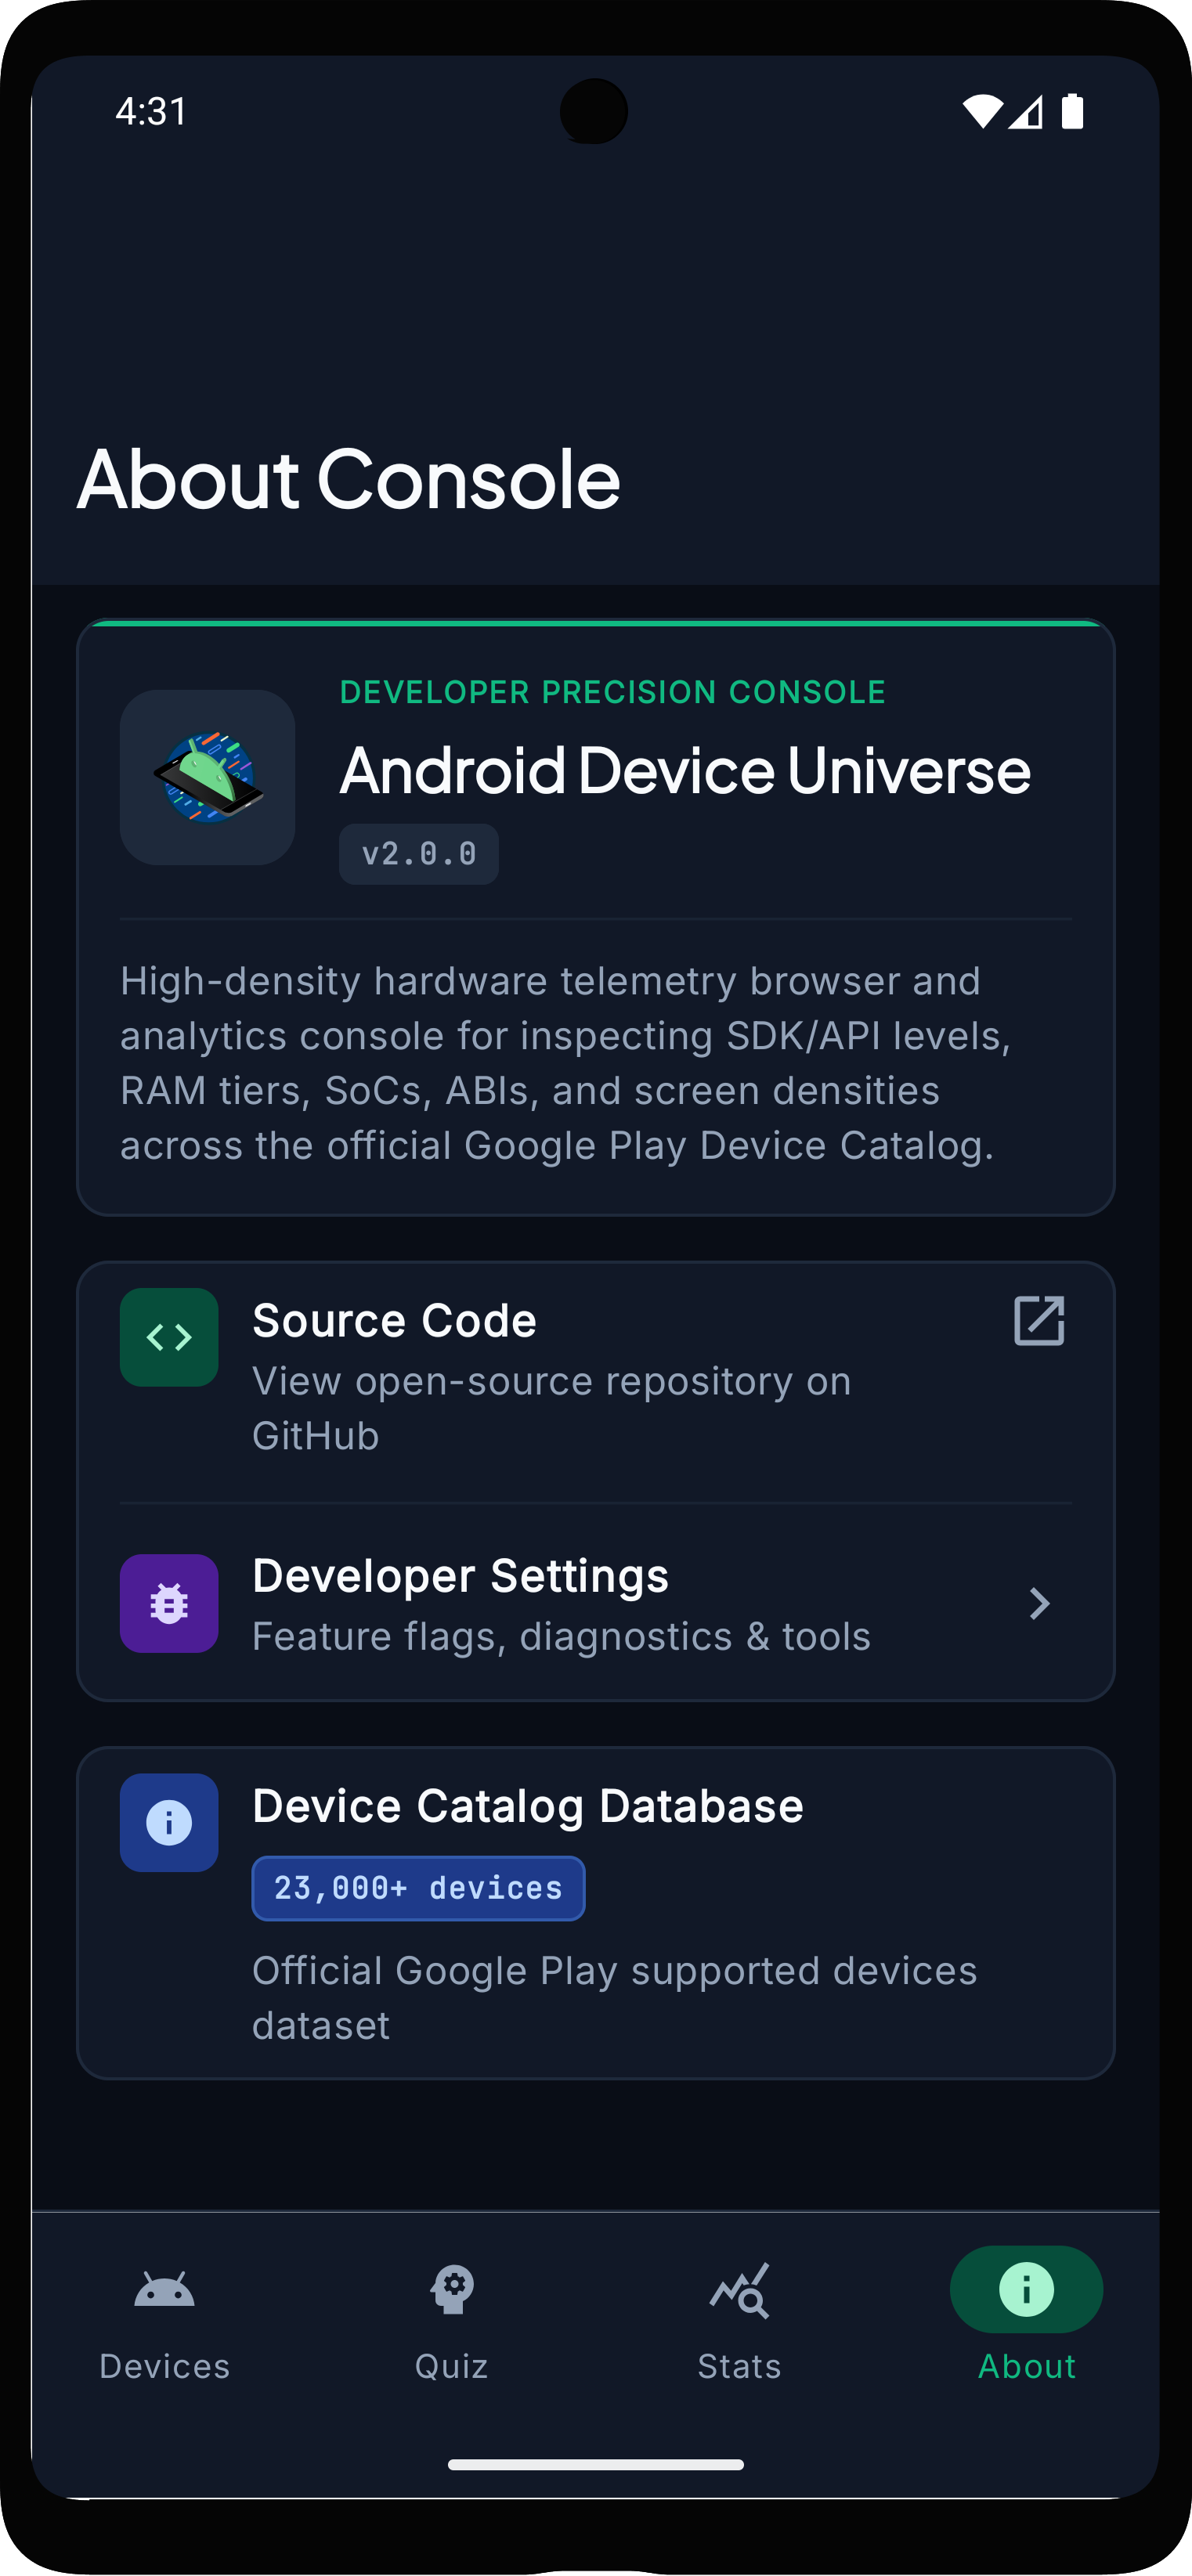 4:31
About Console
DEVELOPER PRECISION CONSOLE
Android Device Universe
v2.0.0
High-density hardware telemetry browser and
analytics console for inspecting SDK/API levels,
RAM tiers, SoCs, ABIs, and screen densities
across the official Google Play Device Catalog.
Source Code
View open-source repository on
GitHub
Developer Settings
Feature flags, diagnostics & tools
Device Catalog Database
23,000+ devices
Official Google Play supported devices
dataset
Devices
Quiz
Stats
About